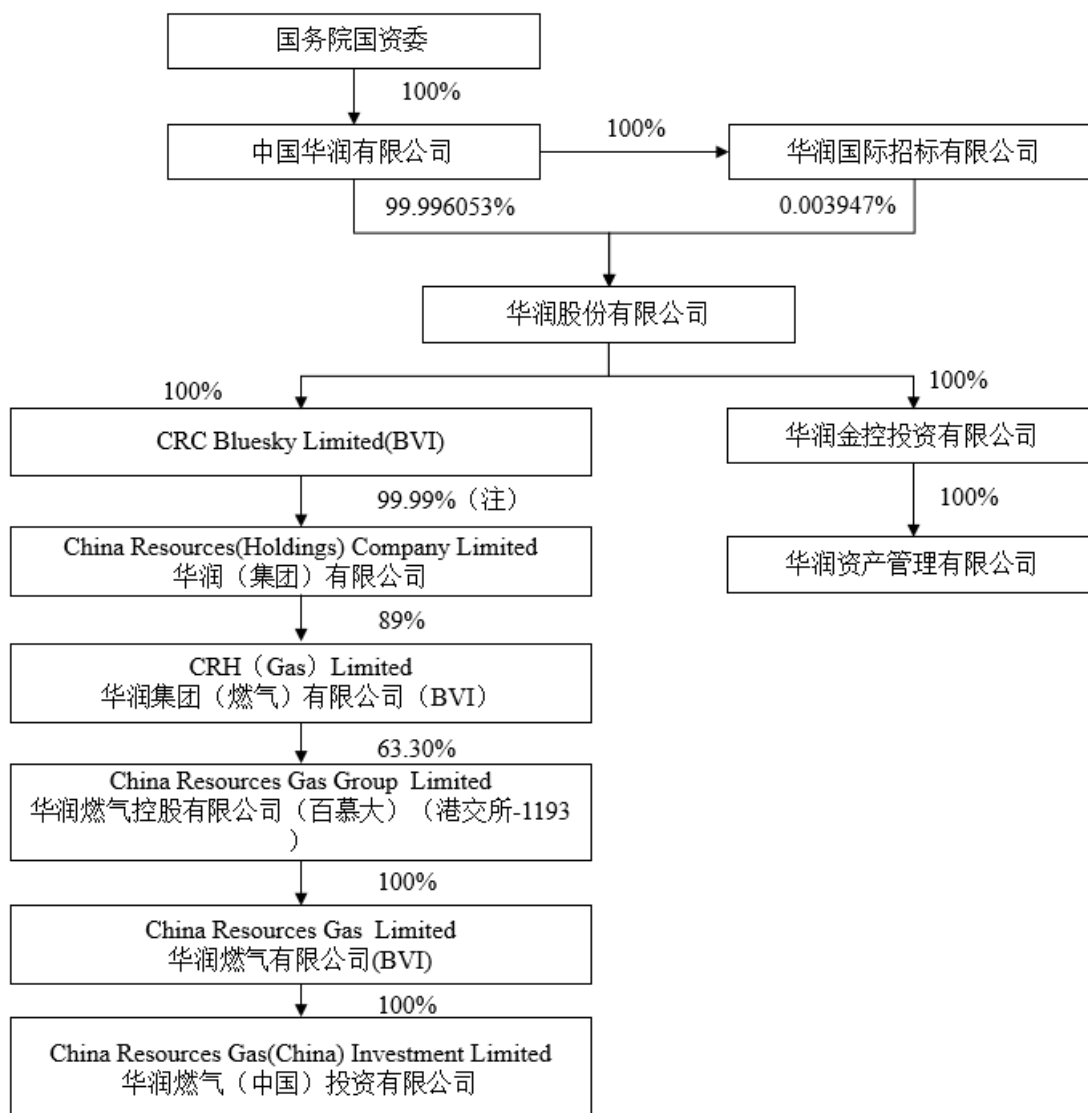 国务院国资委
100%
中国华润有限公司
100%
华润国际招标有限公司
99.996053%
0.003947%
华润股份有限公司
100%
100%
CRC Bluesky Limited(BVI)
华润金控投资有限公司
99.99%（注）
100%
China Resources(Holdings) Company Limited
华润（集团）有限公司
华润资产管理有限公司
89%
CRH（Gas）Limited
华润集团（燃气）有限公司（BVI）
63.30%
China Resources Gas Group Limited
华润燃气控股有限公司（百慕大）（港交所-1193
）
100%
China Resources Gas Limited
华润燃气有限公司(BVI)
100%
China Resources Gas(China) Investment Limited
华润燃气（中国）投资有限公司